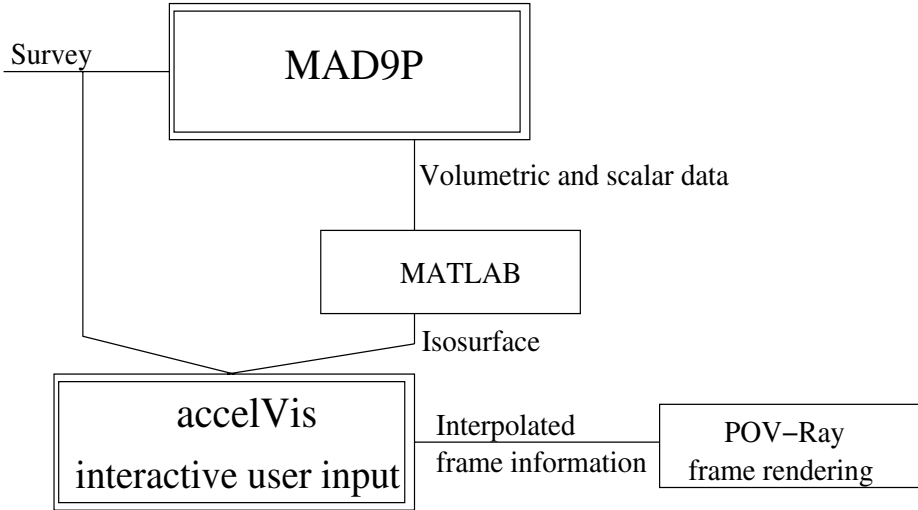 Survey
MAD9P
Volumetric and scalar data
MATLAB
Isosurface
accelVis
interactive user input
Interpolated
frame information
POV−Ray
frame rendering